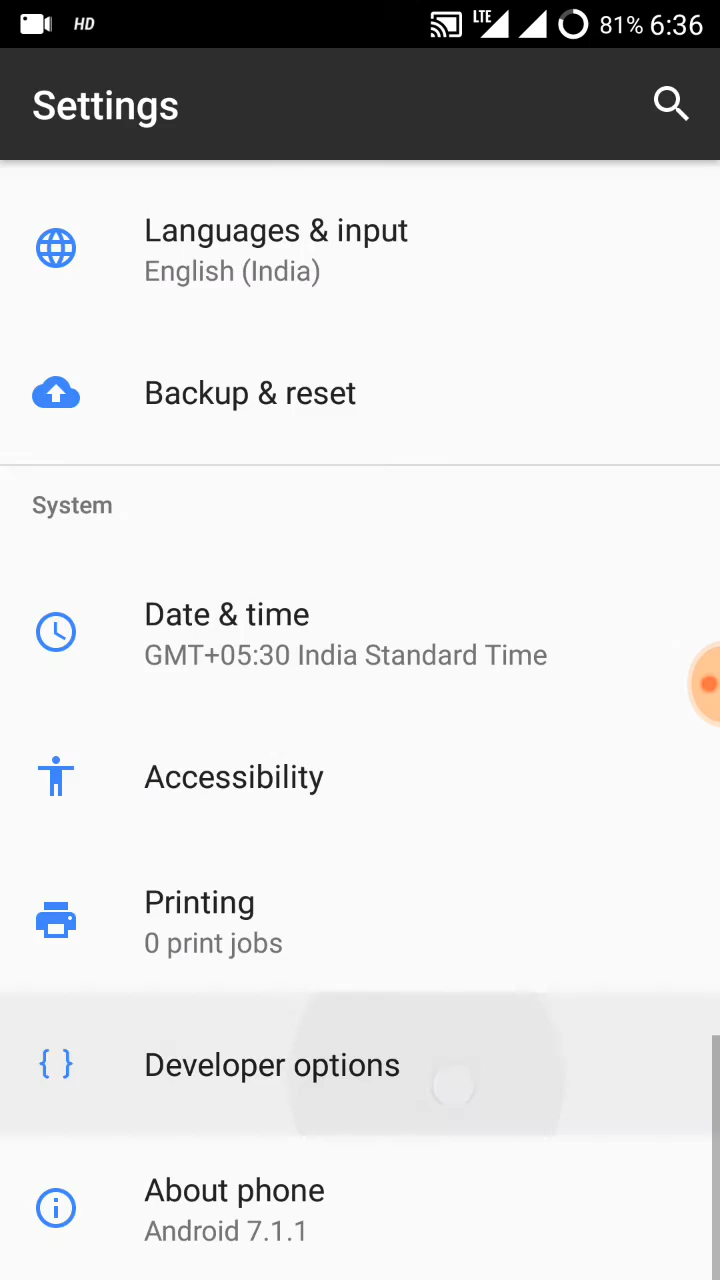 HD LTE 81% 6:36
Settings
Languages & input
English (India)
Backup & reset
System
Date & time
GMT+05:30 India Standard Time
Accessibility
Printing
0 print jobs
{ } Developer options
About phone
Android 7.1.1